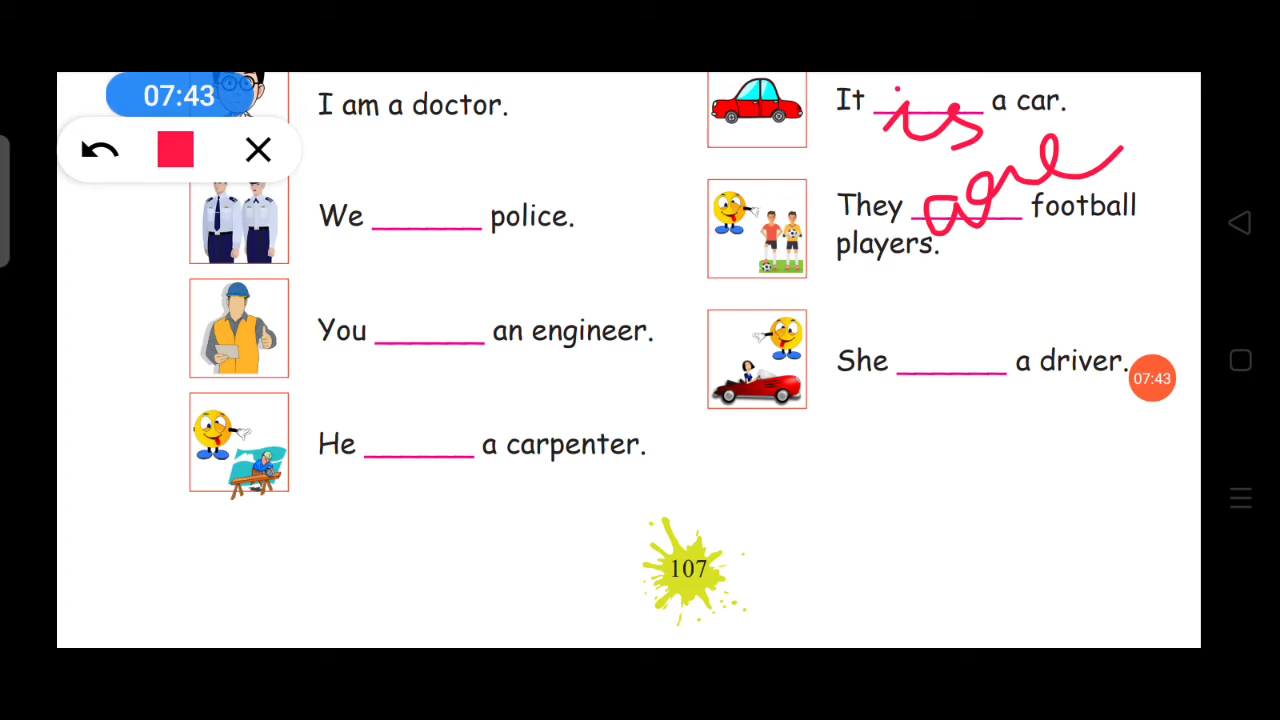 07:43
I am a doctor.
We _______ police.
You _______ an engineer.
He _______ a carpenter.
It is a car.
They are football
players.
She _______ a driver.
07:43
107